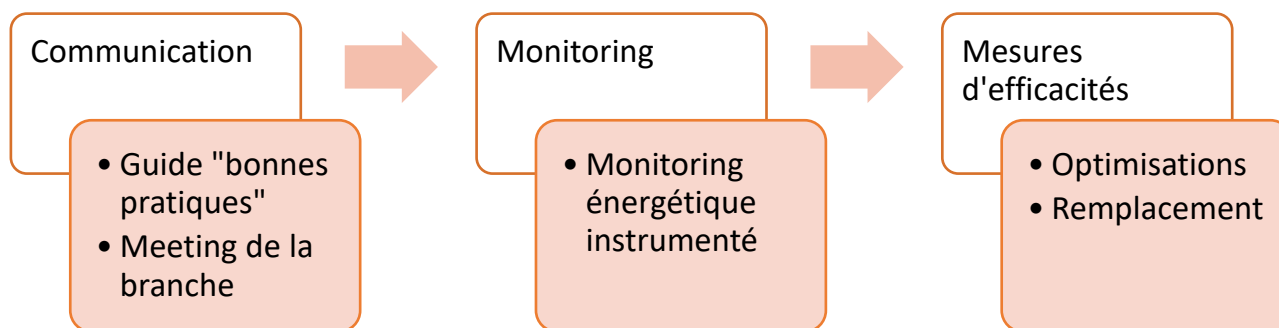 Communication
• Guide "bonnes
pratiques"
• Meeting de la
branche
Monitoring
• Monitoring
énergétique
instrumenté
Mesures
d'efficacités
• Optimisations
• Remplacement